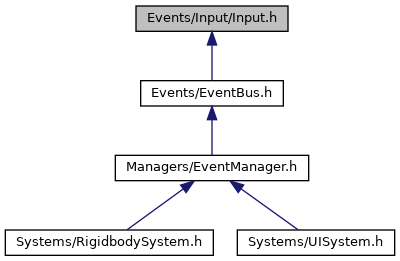 Events/Input/Input.h
Events/EventBus.h
Managers/EventManager.h
Systems/RigidbodySystem.h
Systems/UISystem.h